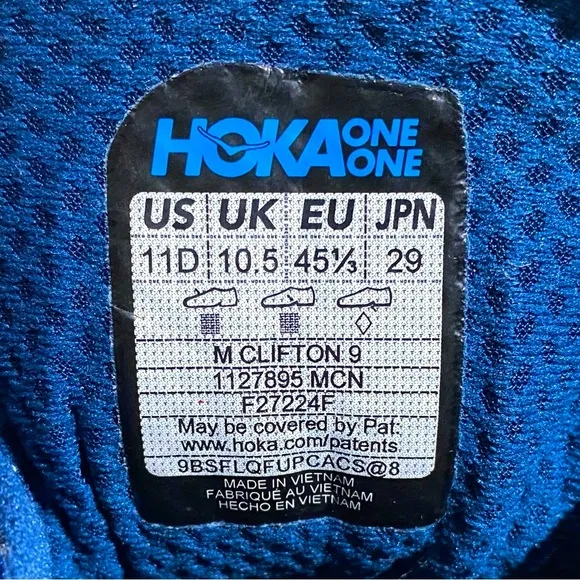 HOKA ONE ONE
US UK EU JPN
11D 10.5 45⅓ 29
M CLIFTON 9
1127895 MCN
F27224F
May be covered by Pat:
www.hoka.com/patents
9BSFLQFUPCACS@8
MADE IN VIETNAM
FABRIQUÉ AU VIETNAM
HECHO EN VIETNAM